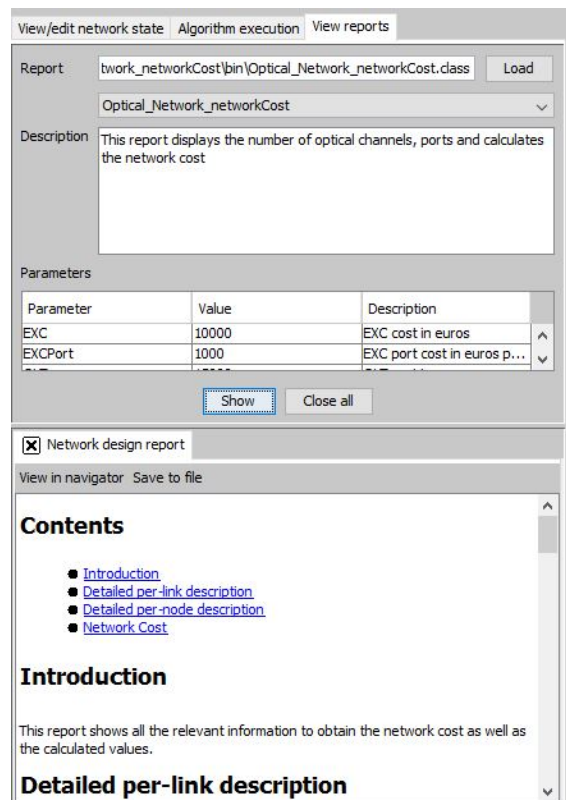 View/edit network state Algorithm execution View reports
Report twork_networkCost\bin\Optical_Network_networkCost.class Load
Optical_Network_networkCost
Description This report displays the number of optical channels, ports and calculates
the network cost
Parameters
Parameter Value Description
EXC 10000 EXC cost in euros
EXCPort 1000 EXC port cost in euros p...
Show Close all
Network design report
View in navigator Save to file
Contents
Introduction
Detailed per-link description
Detailed per-node description
Network Cost
Introduction
This report shows all the relevant information to obtain the network cost as well as
the calculated values.
Detailed per-link description